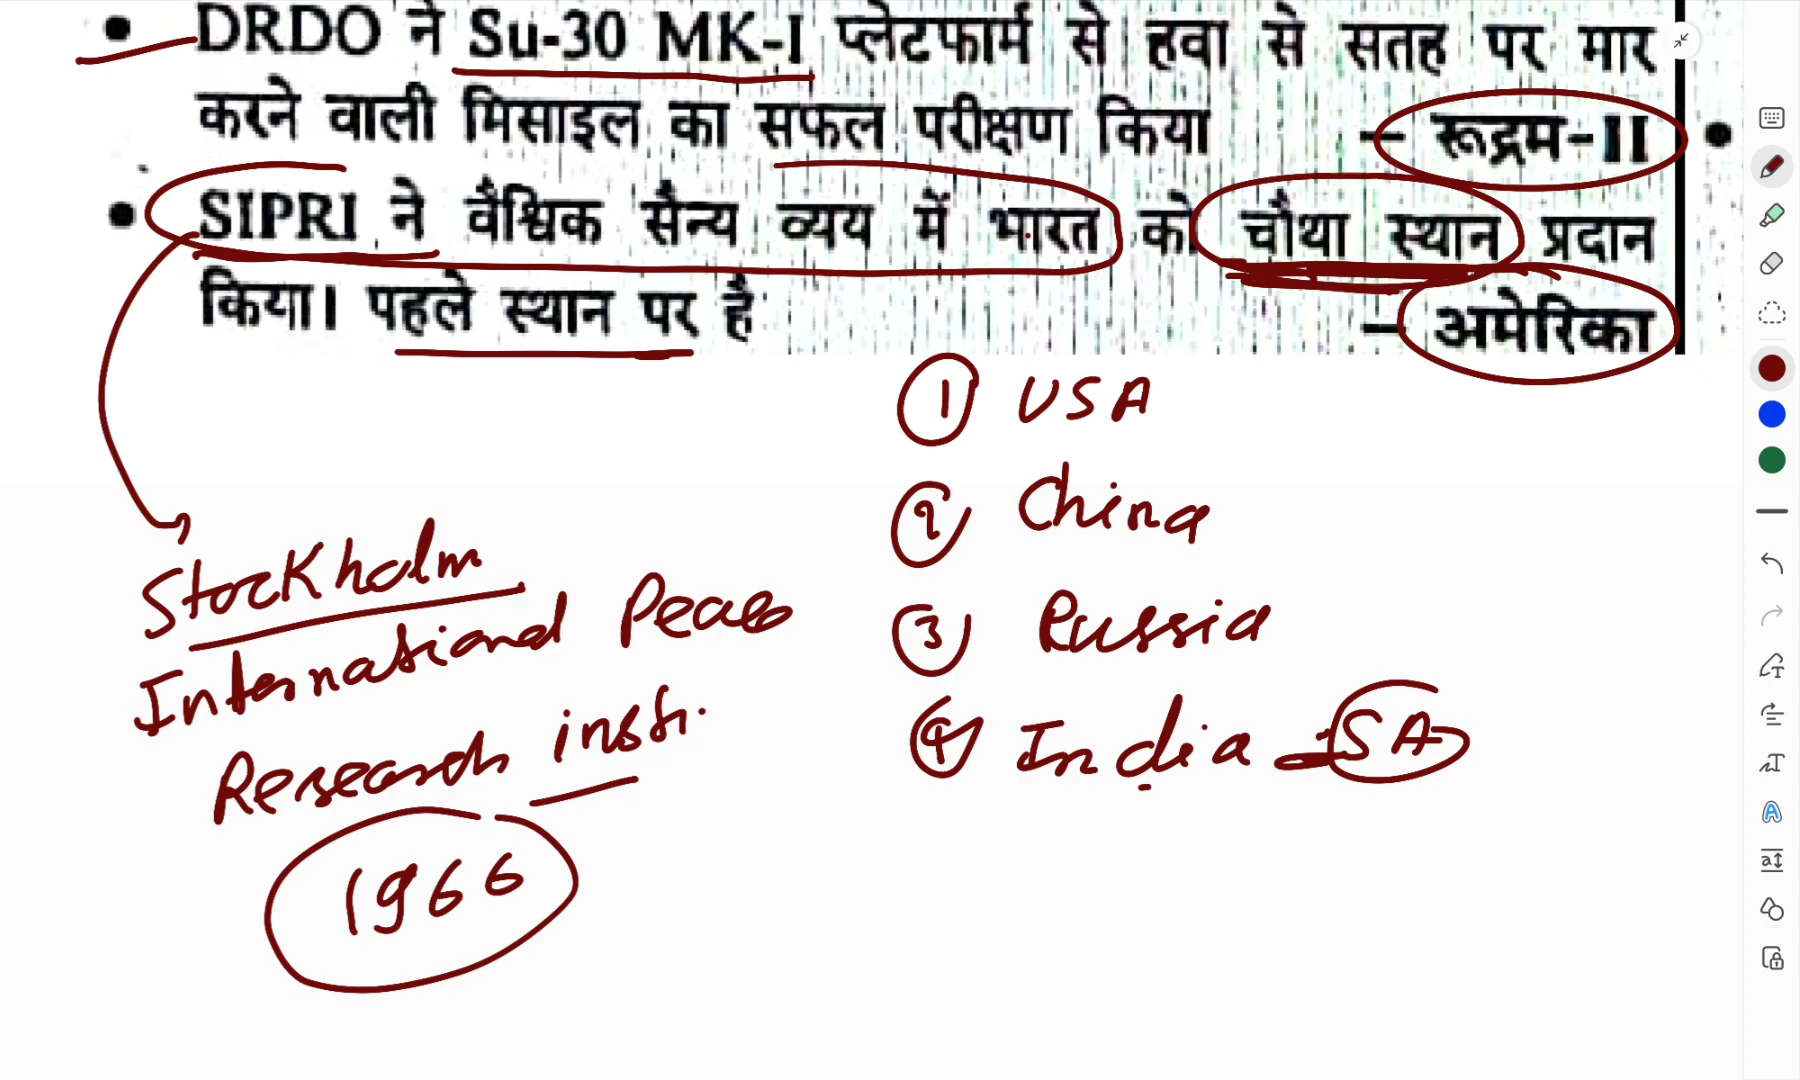 • DRDO ने Su-30 MK-I प्लेटफार्म से हवा से सतह पर मार
करने वाली मिसाइल का सफल परीक्षण किया – रूद्रम-II •
• SIPRI ने वैश्विक सैन्य व्यय में भारत को चौथा स्थान प्रदान
किया। पहले स्थान पर है – अमेरिका
① USA
② China
③ Russia
④ India - SA
Stockholm
International Peace
Research insti.
1966